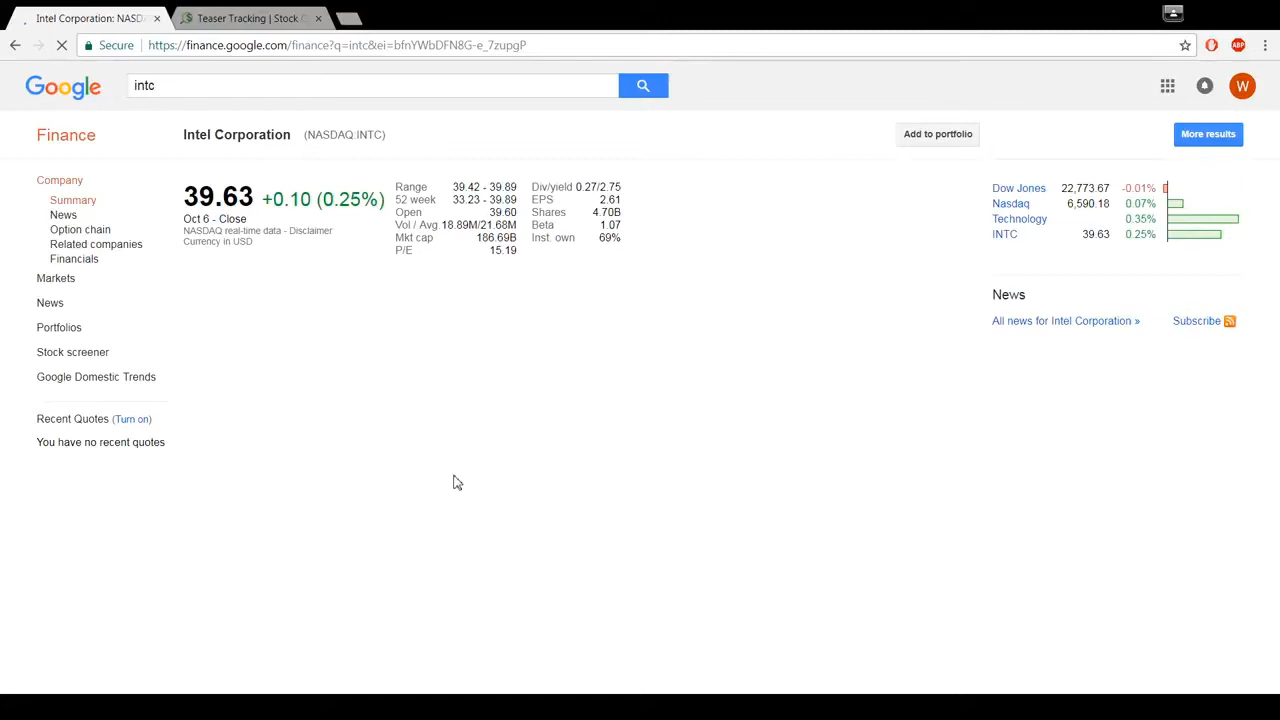 Intel Corporation: NASD
Teaser Tracking | Stock G
Secure
https://finance.google.com/finance?q=intc&ei=bfnYWbDFN8G-e_7zupgP
ABP
Google
intc
W
Finance
Intel Corporation (NASDAQ:INTC)
Add to portfolio
More results
Company
Summary
News
Option chain
Related companies
Financials
Markets
News
Portfolios
Stock screener
Google Domestic Trends
Recent Quotes (Turn on)
You have no recent quotes
39.63 +0.10 (0.25%)
Oct 6 - Close
NASDAQ real-time data - Disclaimer
Currency in USD
Range 39.42 - 39.89
52 week 33.23 - 39.89
Open 39.60
Vol / Avg. 18.89M/21.68M
Mkt cap 186.69B
P/E 15.19
Div/yield 0.27/2.75
EPS 2.61
Shares 4.70B
Beta 1.07
Inst. own 69%
Dow Jones 22,773.67 -0.01%
Nasdaq 6,590.18 0.07%
Technology 0.35%
INTC 39.63 0.25%
News
All news for Intel Corporation »
Subscribe